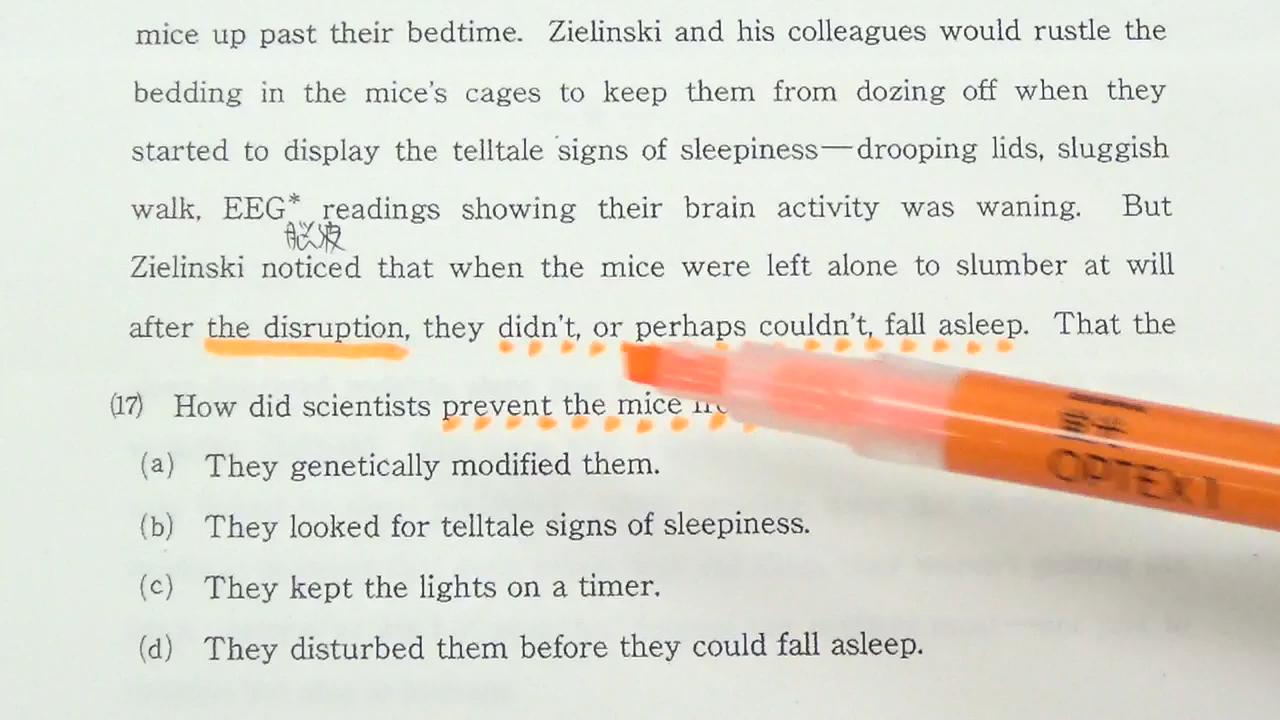 mice up past their bedtime. Zielinski and his colleagues would rustle the
bedding in the mice's cages to keep them from dozing off when they
started to display the telltale signs of sleepiness—drooping lids, sluggish
walk, EEG* readings showing their brain activity was waning. But
脳波
Zielinski noticed that when the mice were left alone to slumber at will
after the disruption, they didn't, or perhaps couldn't, fall asleep. That the
(17) How did scientists prevent the mice
(a) They genetically modified them.
(b) They looked for telltale signs of sleepiness.
(c) They kept the lights on a timer.
(d) They disturbed them before they could fall asleep.
OPTEX 1